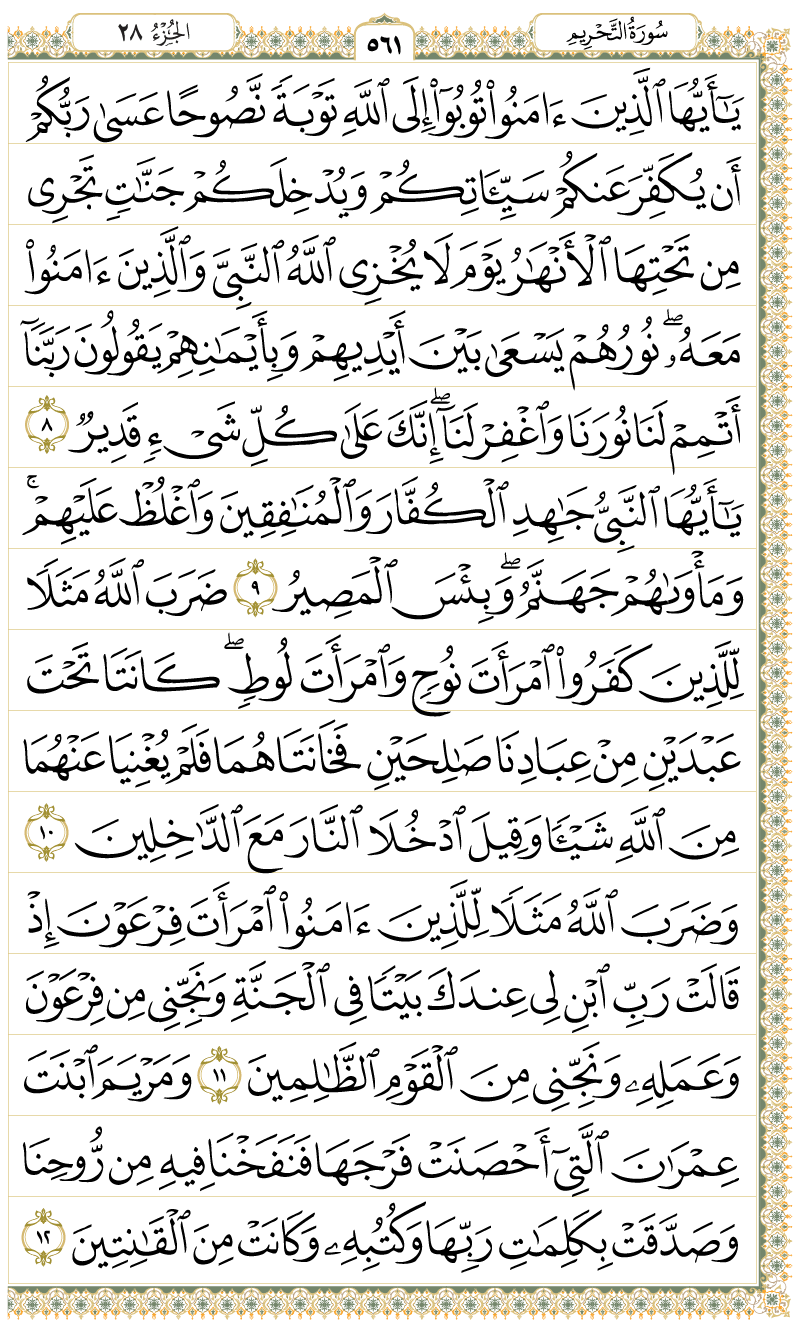 سُورَةُ التَّحْرِيمِ
٥٦١
الجُزْءُ ٢٨
يَٰٓأَيُّهَا ٱلَّذِينَ ءَامَنُوا۟ تُوبُوٓا۟ إِلَى ٱللَّهِ تَوْبَةً نَّصُوحًا عَسَىٰ رَبُّكُمْ
أَن يُكَفِّرَ عَنكُمْ سَيِّـَٔاتِكُمْ وَيُدْخِلَكُمْ جَنَّٰتٍ تَجْرِى
مِن تَحْتِهَا ٱلْأَنْهَٰرُ يَوْمَ لَا يُخْزِى ٱللَّهُ ٱلنَّبِىَّ وَٱلَّذِينَ ءَامَنُوا۟
مَعَهُۥ ۖ نُورُهُمْ يَسْعَىٰ بَيْنَ أَيْدِيهِمْ وَبِأَيْمَٰنِهِمْ يَقُولُونَ رَبَّنَآ
أَتْمِمْ لَنَا نُورَنَا وَٱغْفِرْ لَنَآ ۖ إِنَّكَ عَلَىٰ كُلِّ شَىْءٍ قَدِيرٌ ٨
يَٰٓأَيُّهَا ٱلنَّبِىُّ جَٰهِدِ ٱلْكُفَّارَ وَٱلْمُنَٰفِقِينَ وَٱغْلُظْ عَلَيْهِمْ ۚ
وَمَأْوَىٰهُمْ جَهَنَّمُ ۖ وَبِئْسَ ٱلْمَصِيرُ ٩ ضَرَبَ ٱللَّهُ مَثَلًا
لِّلَّذِينَ كَفَرُوا۟ ٱمْرَأَتَ نُوحٍ وَٱمْرَأَتَ لُوطٍ ۖ كَانَتَا تَحْتَ
عَبْدَيْنِ مِنْ عِبَادِنَا صَٰلِحَيْنِ فَخَانَتَاهُمَا فَلَمْ يُغْنِيَا عَنْهُمَا
مِنَ ٱللَّهِ شَيْـًٔا وَقِيلَ ٱدْخُلَا ٱلنَّارَ مَعَ ٱلدَّٰخِلِينَ ١٠
وَضَرَبَ ٱللَّهُ مَثَلًا لِّلَّذِينَ ءَامَنُوا۟ ٱمْرَأَتَ فِرْعَوْنَ إِذْ
قَالَتْ رَبِّ ٱبْنِ لِى عِندَكَ بَيْتًا فِى ٱلْجَنَّةِ وَنَجِّنِى مِن فِرْعَوْنَ
وَعَمَلِهِۦ وَنَجِّنِى مِنَ ٱلْقَوْمِ ٱلظَّٰلِمِينَ ١١ وَمَرْيَمَ ٱبْنَتَ
عِمْرَٰنَ ٱلَّتِىٓ أَحْصَنَتْ فَرْجَهَا فَنَفَخْنَا فِيهِ مِن رُّوحِنَا
وَصَدَّقَتْ بِكَلِمَٰتِ رَبِّهَا وَكُتُبِهِۦ وَكَانَتْ مِنَ ٱلْقَٰنِتِينَ ١٢